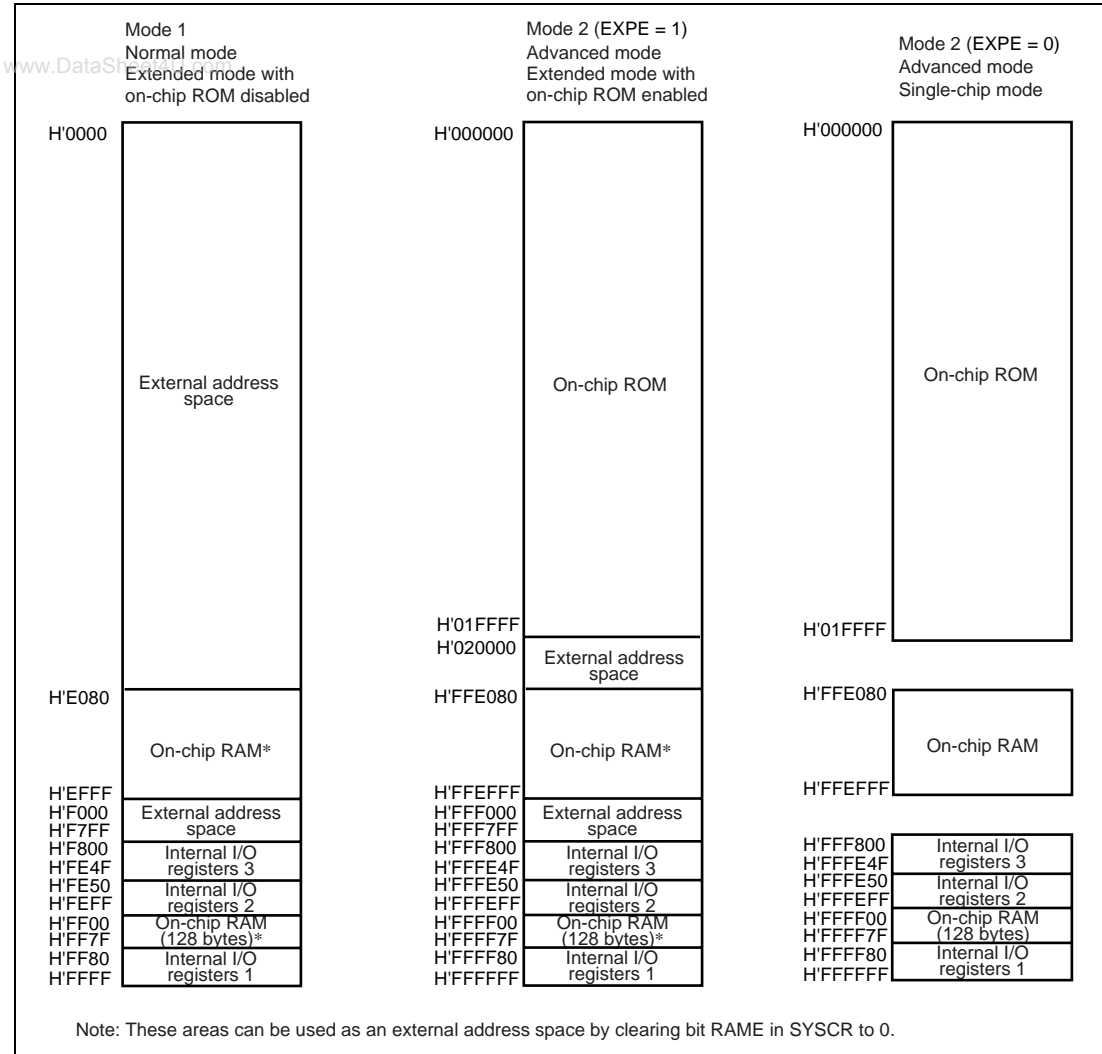 www.DataSheet4U.com
Mode 1
Normal mode
Extended mode with
on-chip ROM disabled
H'0000
External address
space
H'E080
On-chip RAM*
H'EFFF
H'F000
External address
space
H'F7FF
H'F800
Internal I/O
registers 3
H'FE4F
H'FE50
Internal I/O
registers 2
H'FEFF
H'FF00
On-chip RAM
(128 bytes)*
H'FF7F
H'FF80
Internal I/O
registers 1
H'FFFF
Mode 2 (EXPE = 1)
Advanced mode
Extended mode with
on-chip ROM enabled
H'000000
On-chip ROM
H'01FFFF
H'020000
External address
space
H'FFE080
On-chip RAM*
H'FFEFFF
H'FFF000
External address
space
H'FFF7FF
H'FFF800
Internal I/O
registers 3
H'FFFE4F
H'FFFE50
Internal I/O
registers 2
H'FFFEFF
H'FFFF00
On-chip RAM
(128 bytes)*
H'FFFF7F
H'FFFF80
Internal I/O
registers 1
H'FFFFFF
Mode 2 (EXPE = 0)
Advanced mode
Single-chip mode
H'000000
On-chip ROM
H'01FFFF
H'FFE080
On-chip RAM
H'FFEFFF
H'FFF800
Internal I/O
registers 3
H'FFFE4F
H'FFFE50
Internal I/O
registers 2
H'FFFEFF
H'FFFF00
On-chip RAM
(128 bytes)
H'FFFF7F
H'FFFF80
Internal I/O
registers 1
H'FFFFFF
Note: These areas can be used as an external address space by clearing bit RAME in SYSCR to 0.